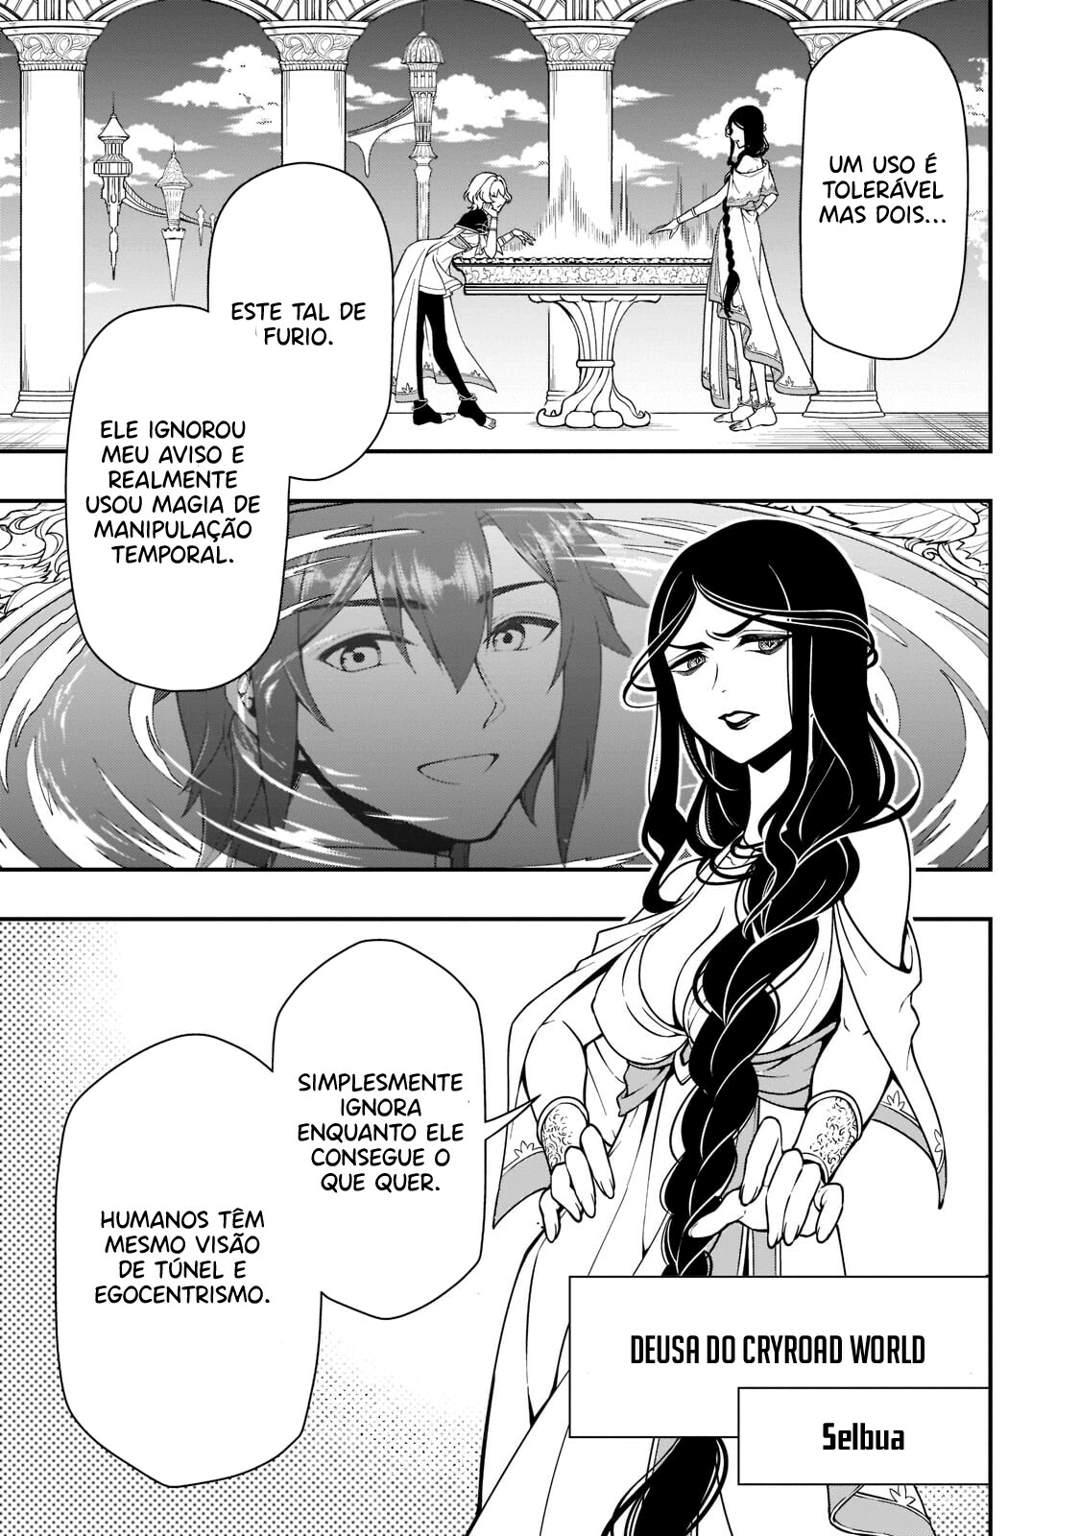 UM USO É
TOLERÁVEL
MAS DOIS...
ESTE TAL DE
FURIO.
ELE IGNOROU
MEU AVISO E
REALMENTE
USOU MAGIA DE
MANIPULAÇÃO
TEMPORAL.
SIMPLESMENTE
IGNORA
ENQUANTO ELE
CONSEGUE O
QUE QUER.
HUMANOS TÊM
MESMO VISÃO
DE TÚNEL E
EGOCENTRISMO.
DEUSA DO CRYROAD WORLD
Selbua